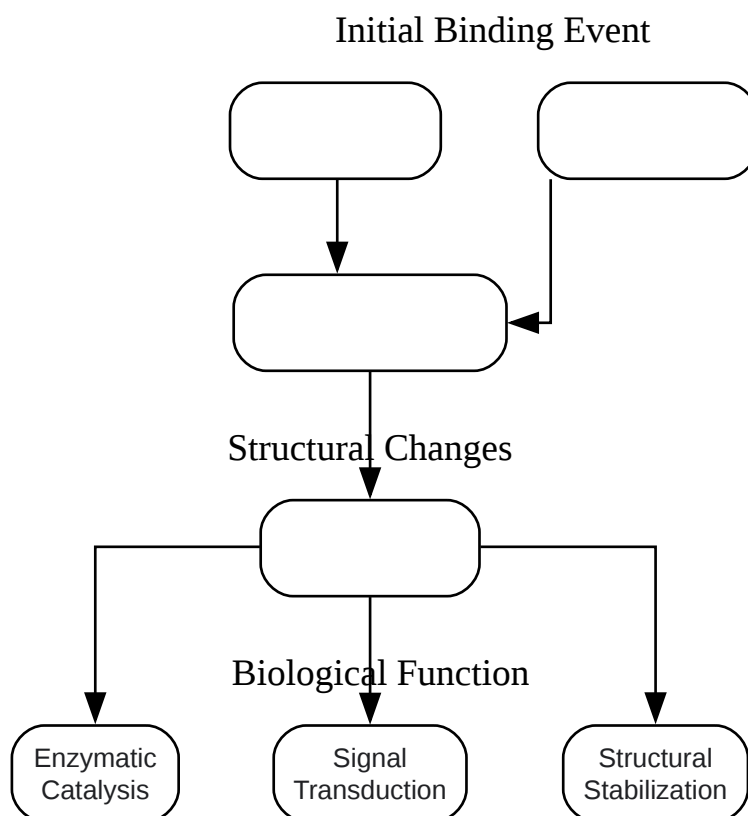 Initial Binding Event
Structural Changes
Biological Function
Enzymatic
Catalysis
Signal
Transduction
Structural
Stabilization